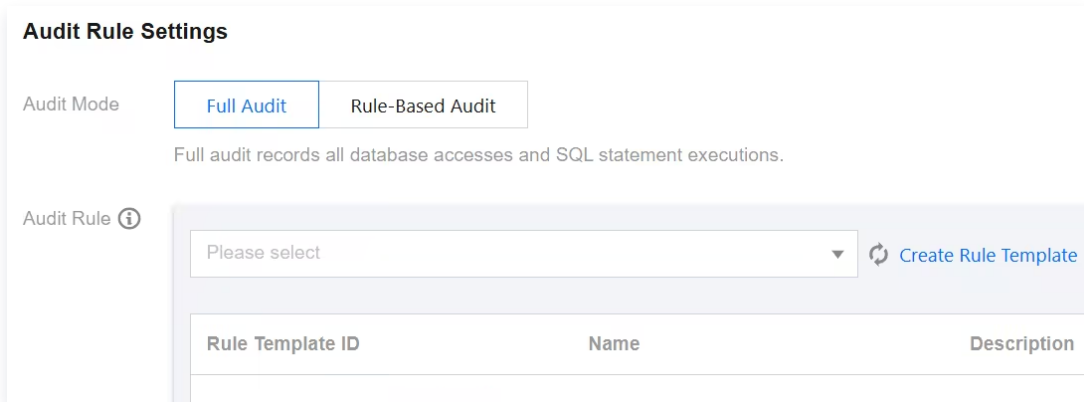 Audit Rule Settings
Audit Mode
Full Audit
Rule-Based Audit
Full audit records all database accesses and SQL statement executions.
Audit Rule
Please select
Create Rule Template
Rule Template ID
Name
Description